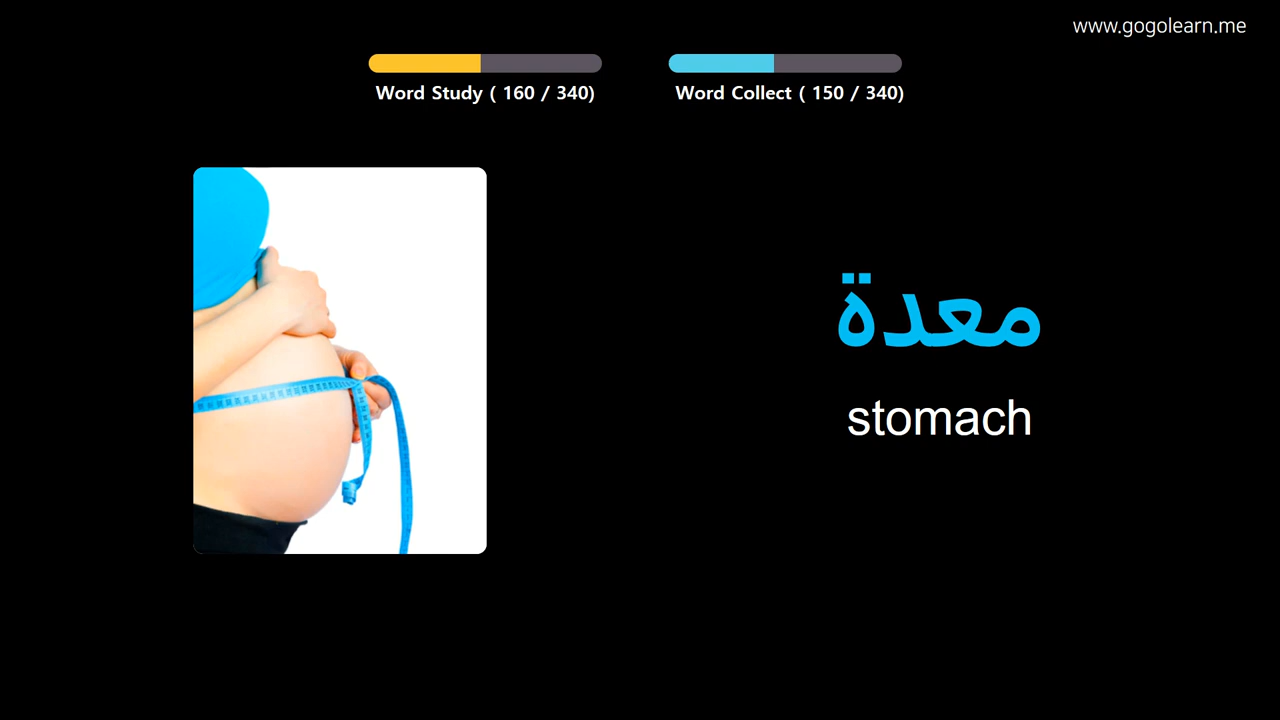 www.gogolearn.me
Word Study ( 160 / 340)
Word Collect ( 150 / 340)
معدة
stomach